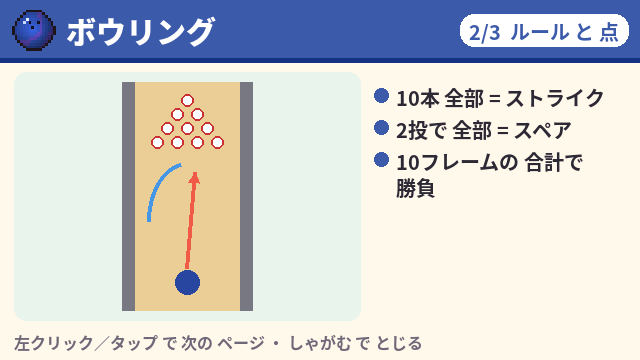 ボウリング
2/3 ルール と 点
10本 全部 = ストライク
2投で 全部 = スペア
10フレームの 合計で
勝負
左クリック／タップ で 次の ページ ・ しゃがむ で とじる